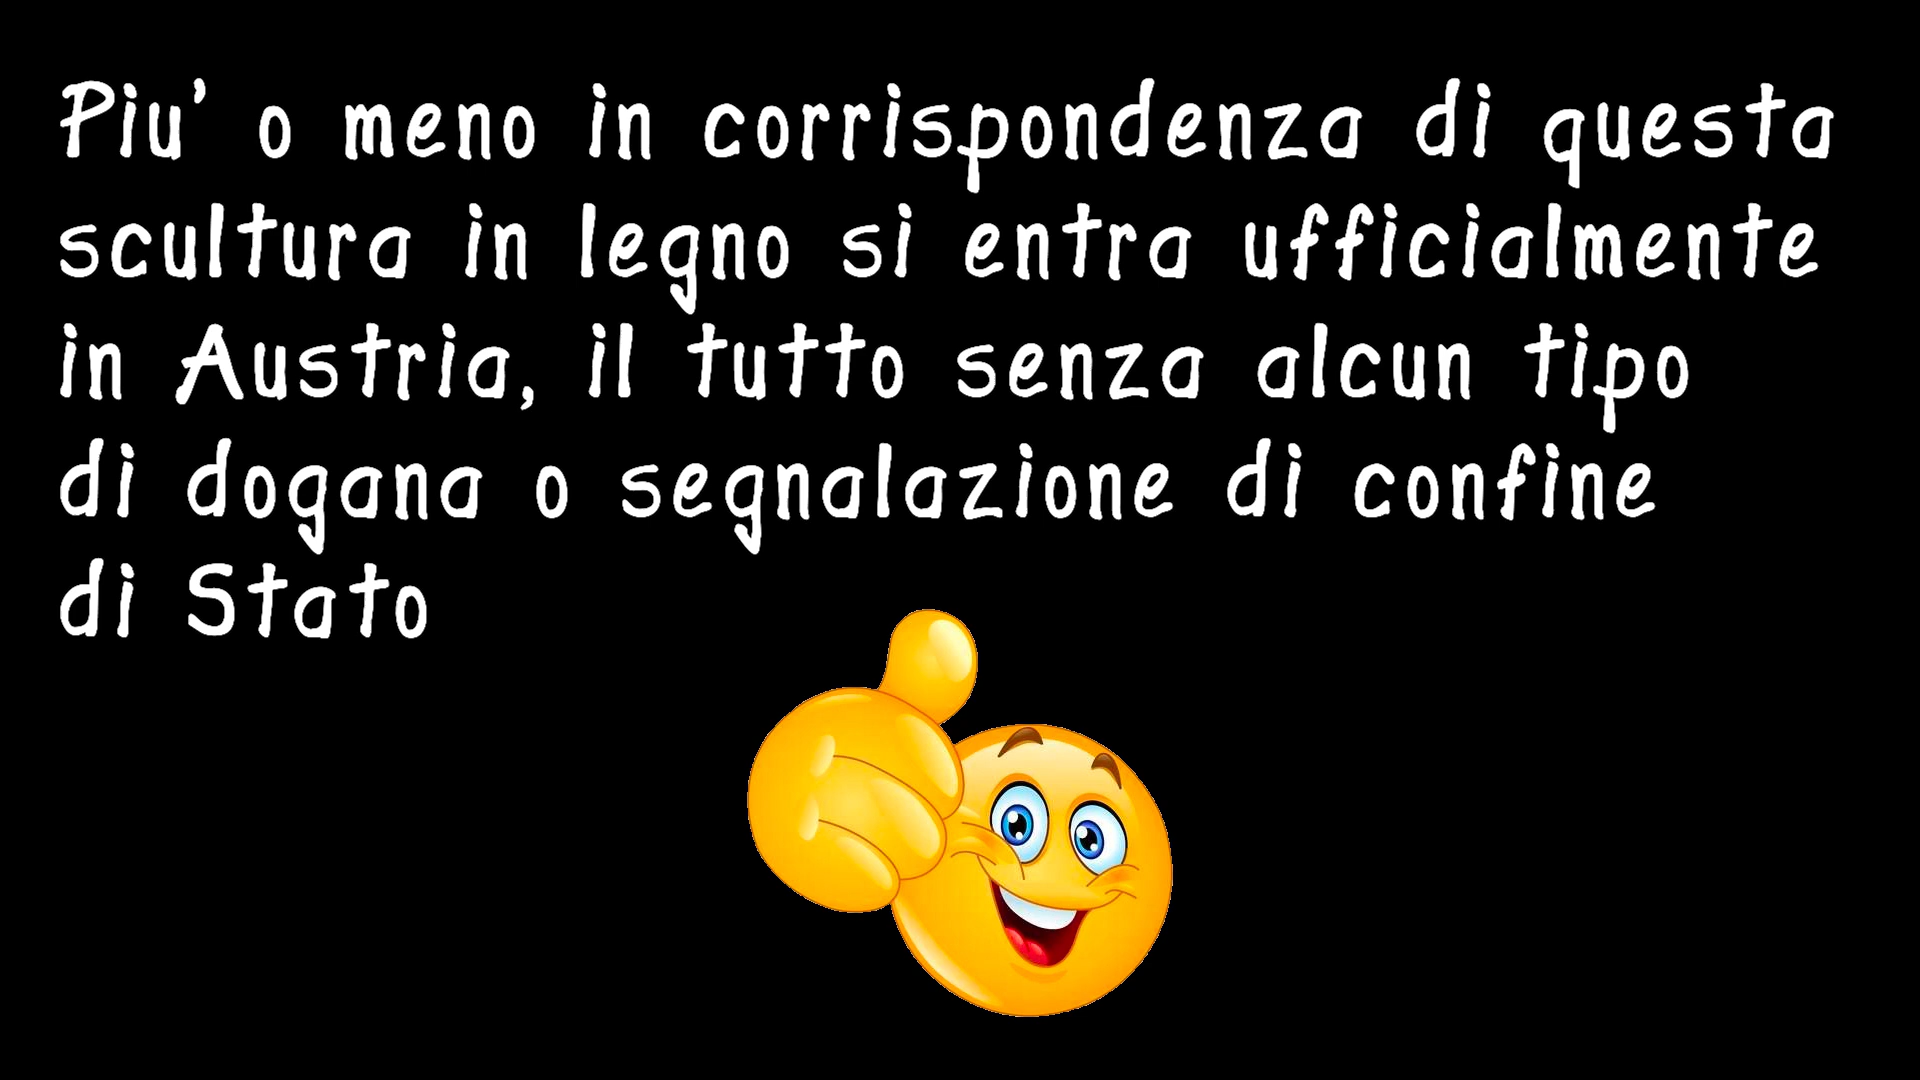 Piu' o meno in corrispondenza di questa
scultura in legno si entra ufficialmente
in Austria, il tutto senza alcun tipo
di dogana o segnalazione di confine
di Stato